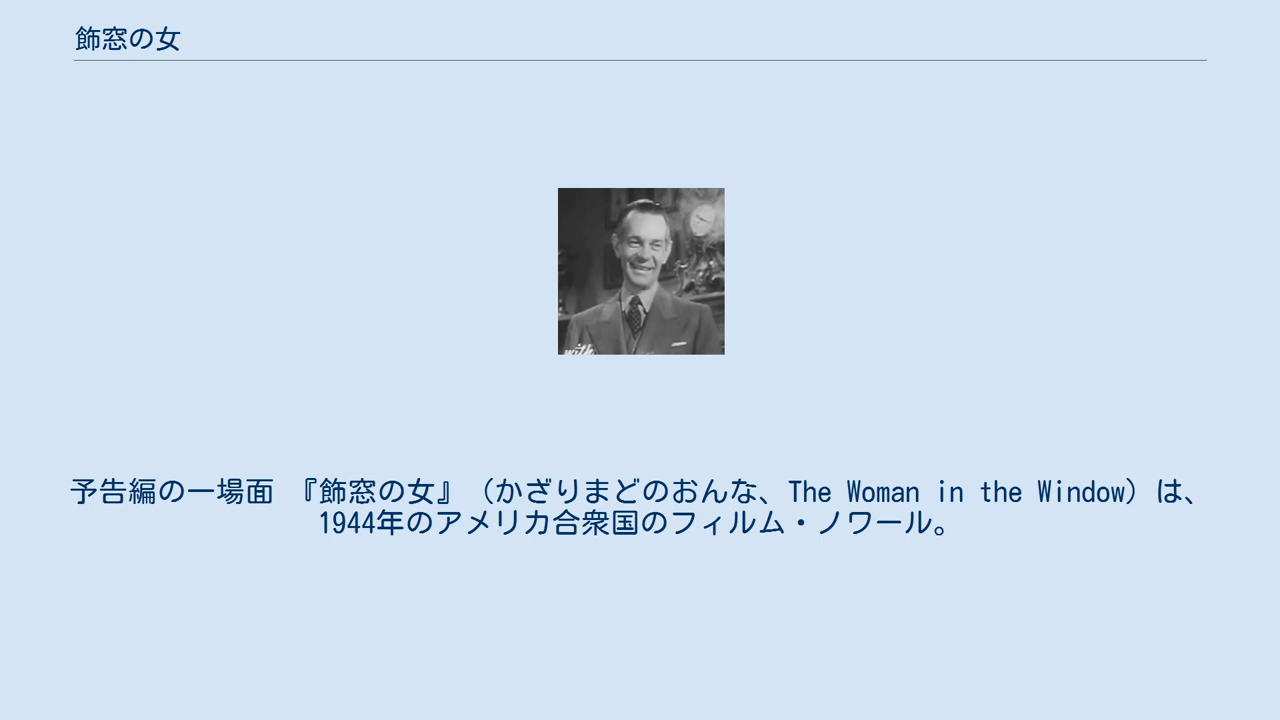 飾窓の女
with
予告編の一場面 『飾窓の女』（かざりまどのおんな、The Woman in the Window）は、
1944年のアメリカ合衆国のフィルム・ノワール。